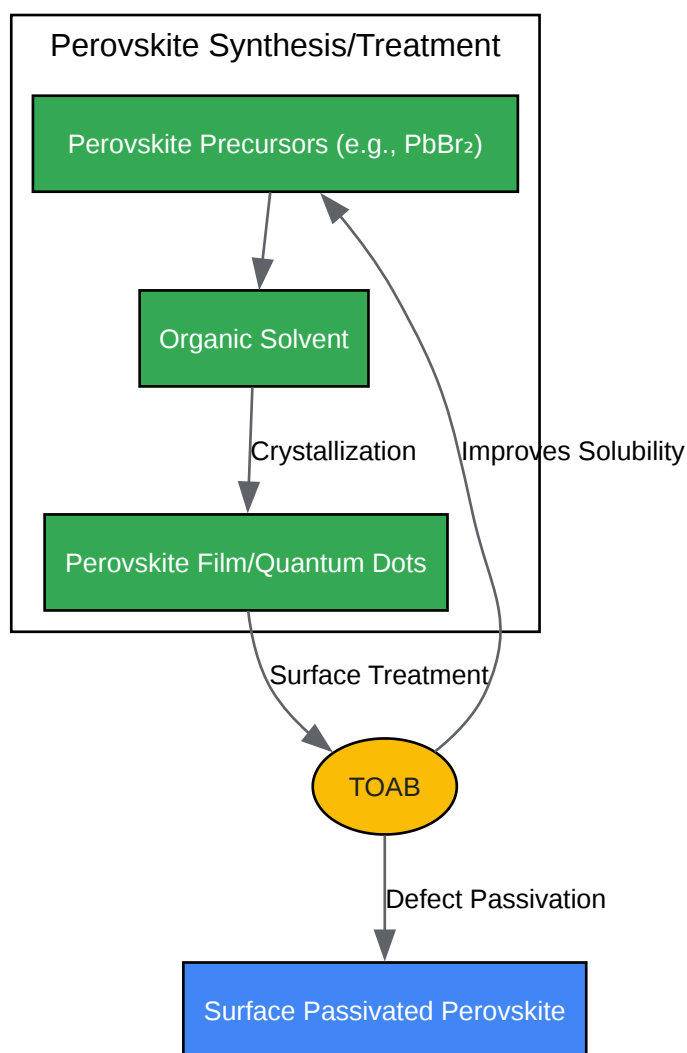 Perovskite Synthesis/Treatment
Perovskite Precursors (e.g., PbBr₂)
Organic Solvent
Crystallization
Improves Solubility
Perovskite Film/Quantum Dots
Surface Treatment
TOAB
Defect Passivation
Surface Passivated Perovskite